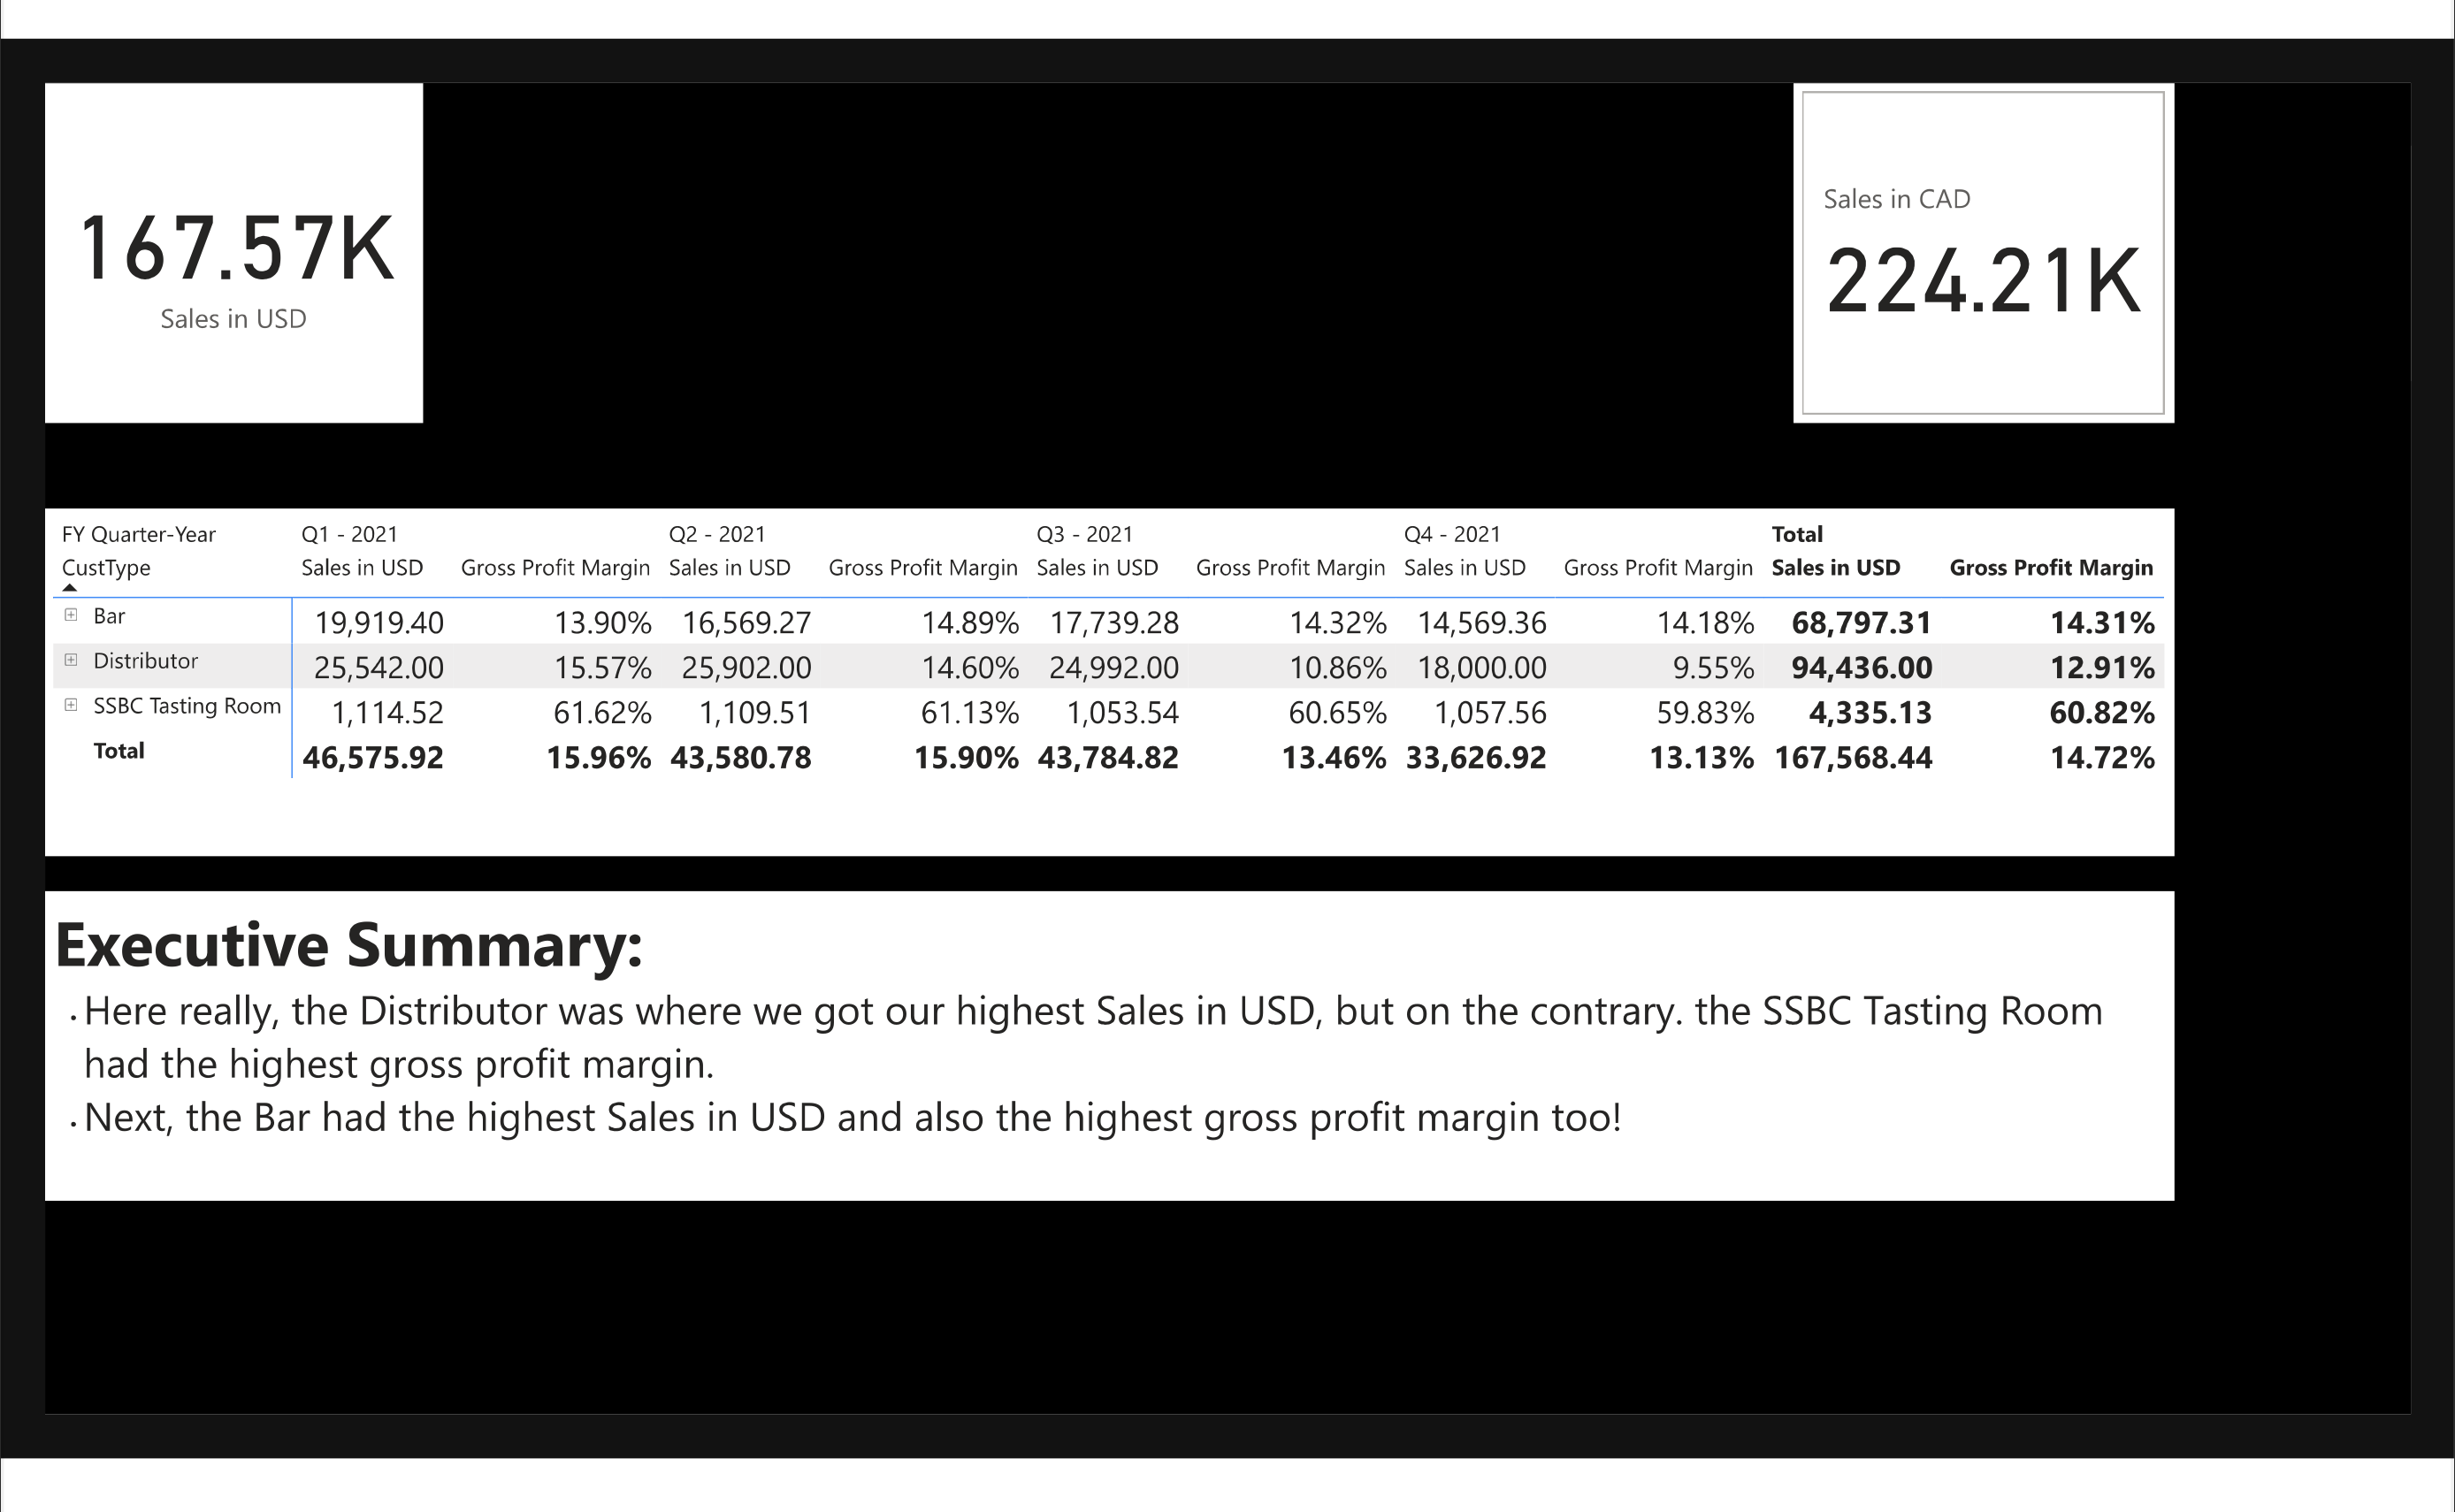 167.57K
Sales in USD
Sales in CAD
224.21K
FY Quarter-Year Q1 - 2021 Q2 - 2021 Q3 - 2021 Q4 - 2021 Total
CustType Sales in USD Gross Profit Margin Sales in USD Gross Profit Margin Sales in USD Gross Profit Margin Sales in USD Gross Profit Margin Sales in USD Gross Profit Margin
Bar 19,919.40 13.90% 16,569.27 14.89% 17,739.28 14.32% 14,569.36 14.18% 68,797.31 14.31%
Distributor 25,542.00 15.57% 25,902.00 14.60% 24,992.00 10.86% 18,000.00 9.55% 94,436.00 12.91%
SSBC Tasting Room 1,114.52 61.62% 1,109.51 61.13% 1,053.54 60.65% 1,057.56 59.83% 4,335.13 60.82%
Total 46,575.92 15.96% 43,580.78 15.90% 43,784.82 13.46% 33,626.92 13.13% 167,568.44 14.72%
Executive Summary:
· Here really, the Distributor was where we got our highest Sales in USD, but on the contrary. the SSBC Tasting Room
had the highest gross profit margin.
· Next, the Bar had the highest Sales in USD and also the highest gross profit margin too!